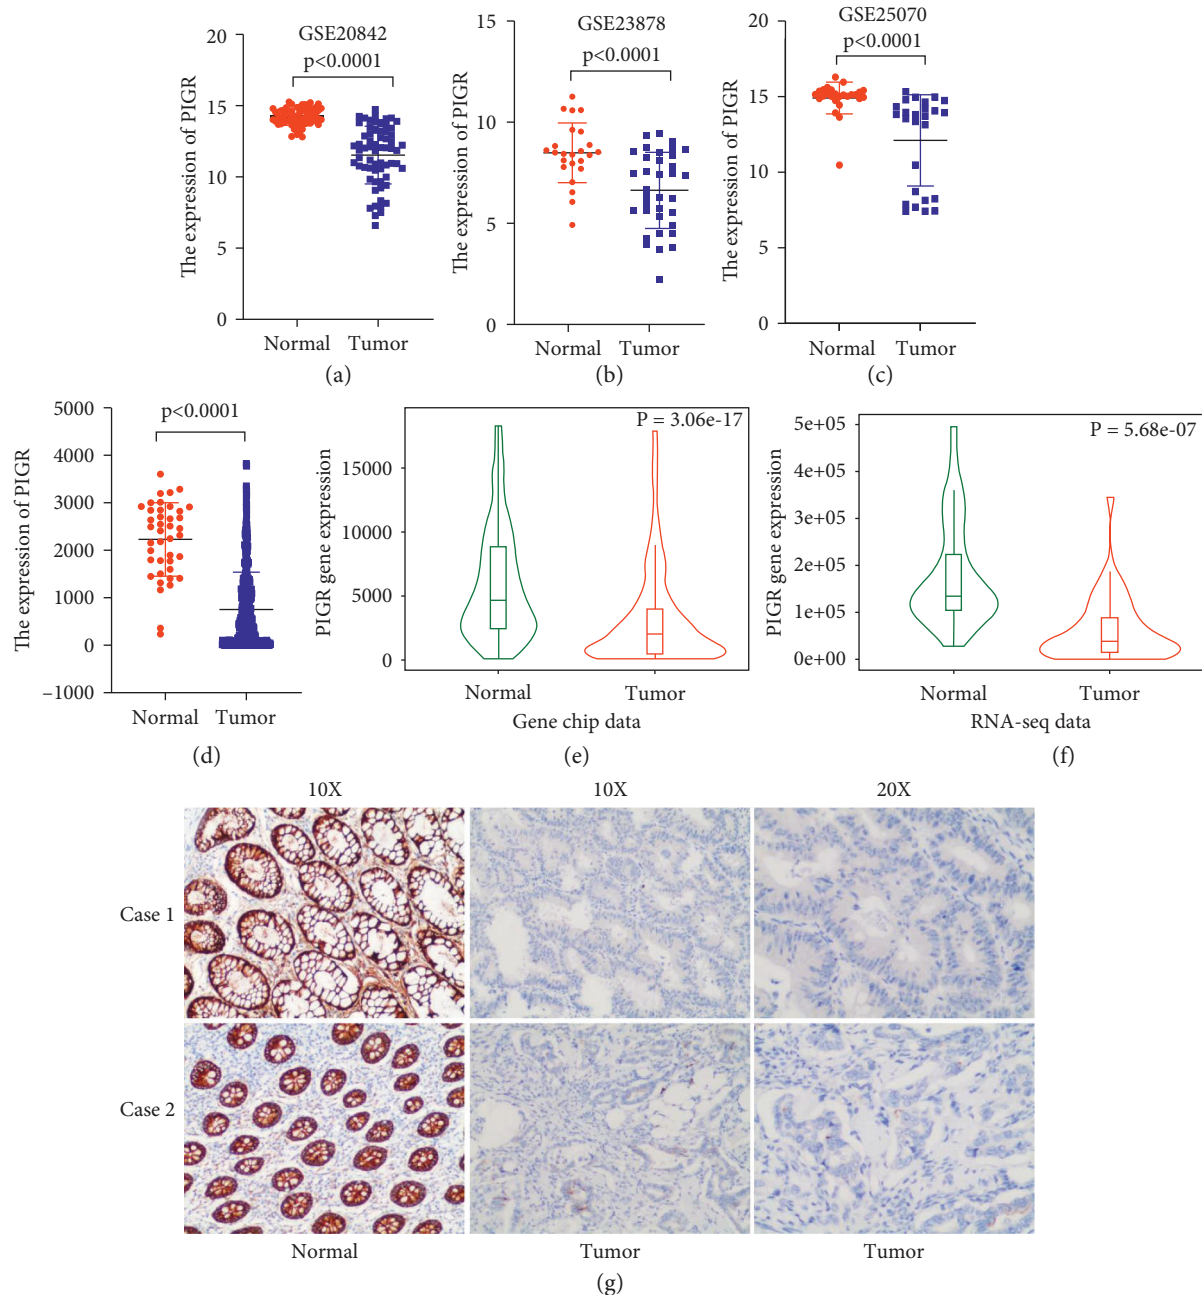 GSE20842
p<0.0001
The expression of PIGR
20
15
10
5
0
Normal
Tumor
(a)
GSE23878
p<0.0001
The expression of PIGR
15
10
5
0
Normal
Tumor
(b)
GSE25070
p<0.0001
The expression of PIGR
20
15
10
5
0
Normal
Tumor
(c)
p<0.0001
The expression of PIGR
5000
4000
3000
2000
1000
0
−1000
Normal
Tumor
(d)
P = 3.06e-17
PIGR gene expression
15000
10000
5000
0
Normal
Tumor
Gene chip data
(e)
P = 5.68e-07
PIGR gene expression
5e+05
4e+05
3e+05
2e+05
1e+05
0e+00
Normal
Tumor
RNA-seq data
(f)
10X
10X
20X
Case 1
Case 2
Normal
Tumor
Tumor
(g)